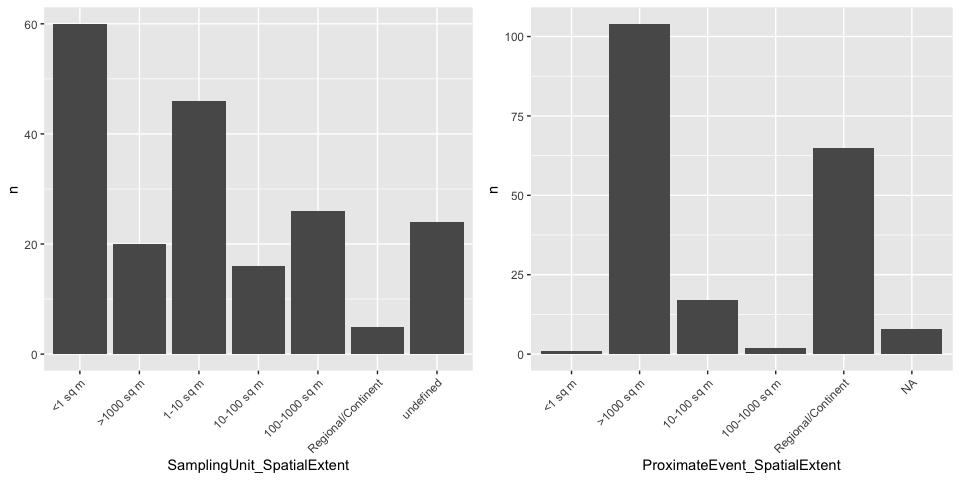 60
40
20
0
n
<1 sq m
>1000 sq m
1-10 sq m
10-100 sq m
100-1000 sq m
Regional/Continent
undefined
SamplingUnit_SpatialExtent
100
75
50
25
0
n
<1 sq m
>1000 sq m
10-100 sq m
100-1000 sq m
Regional/Continent
NA
ProximateEvent_SpatialExtent